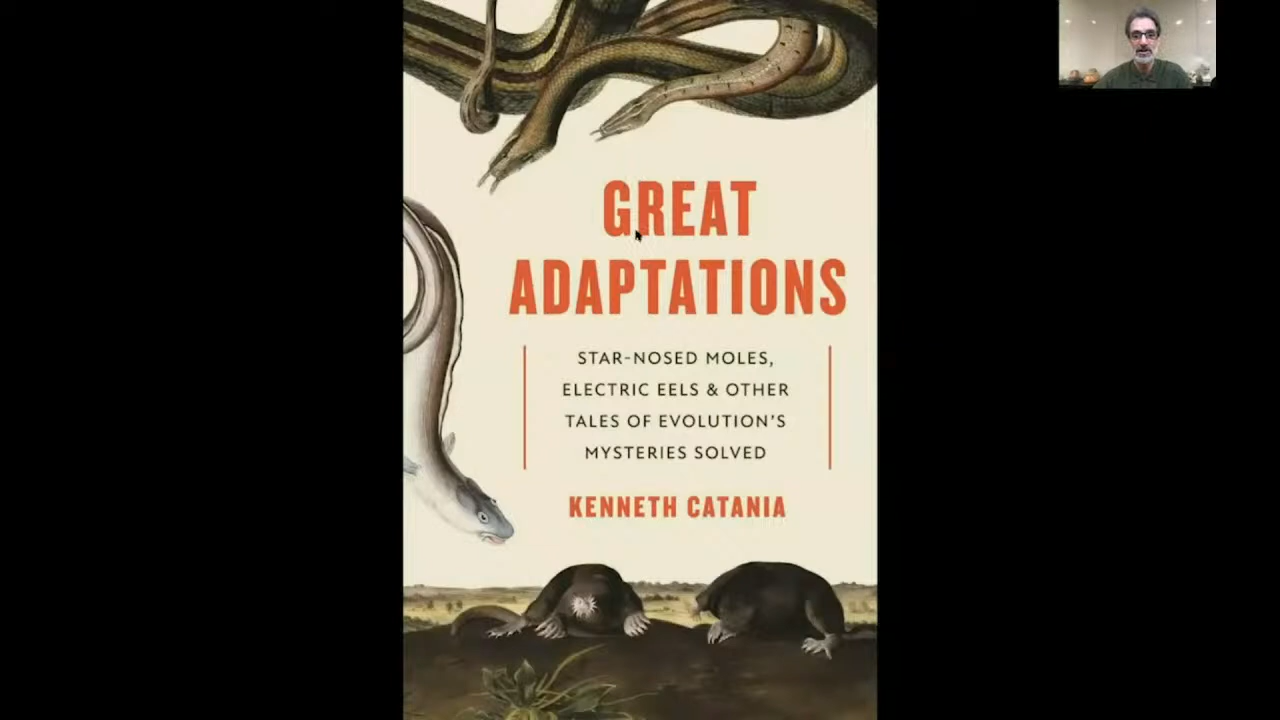 GREAT
ADAPTATIONS
STAR-NOSED MOLES,
ELECTRIC EELS & OTHER
TALES OF EVOLUTION'S
MYSTERIES SOLVED
KENNETH CATANIA